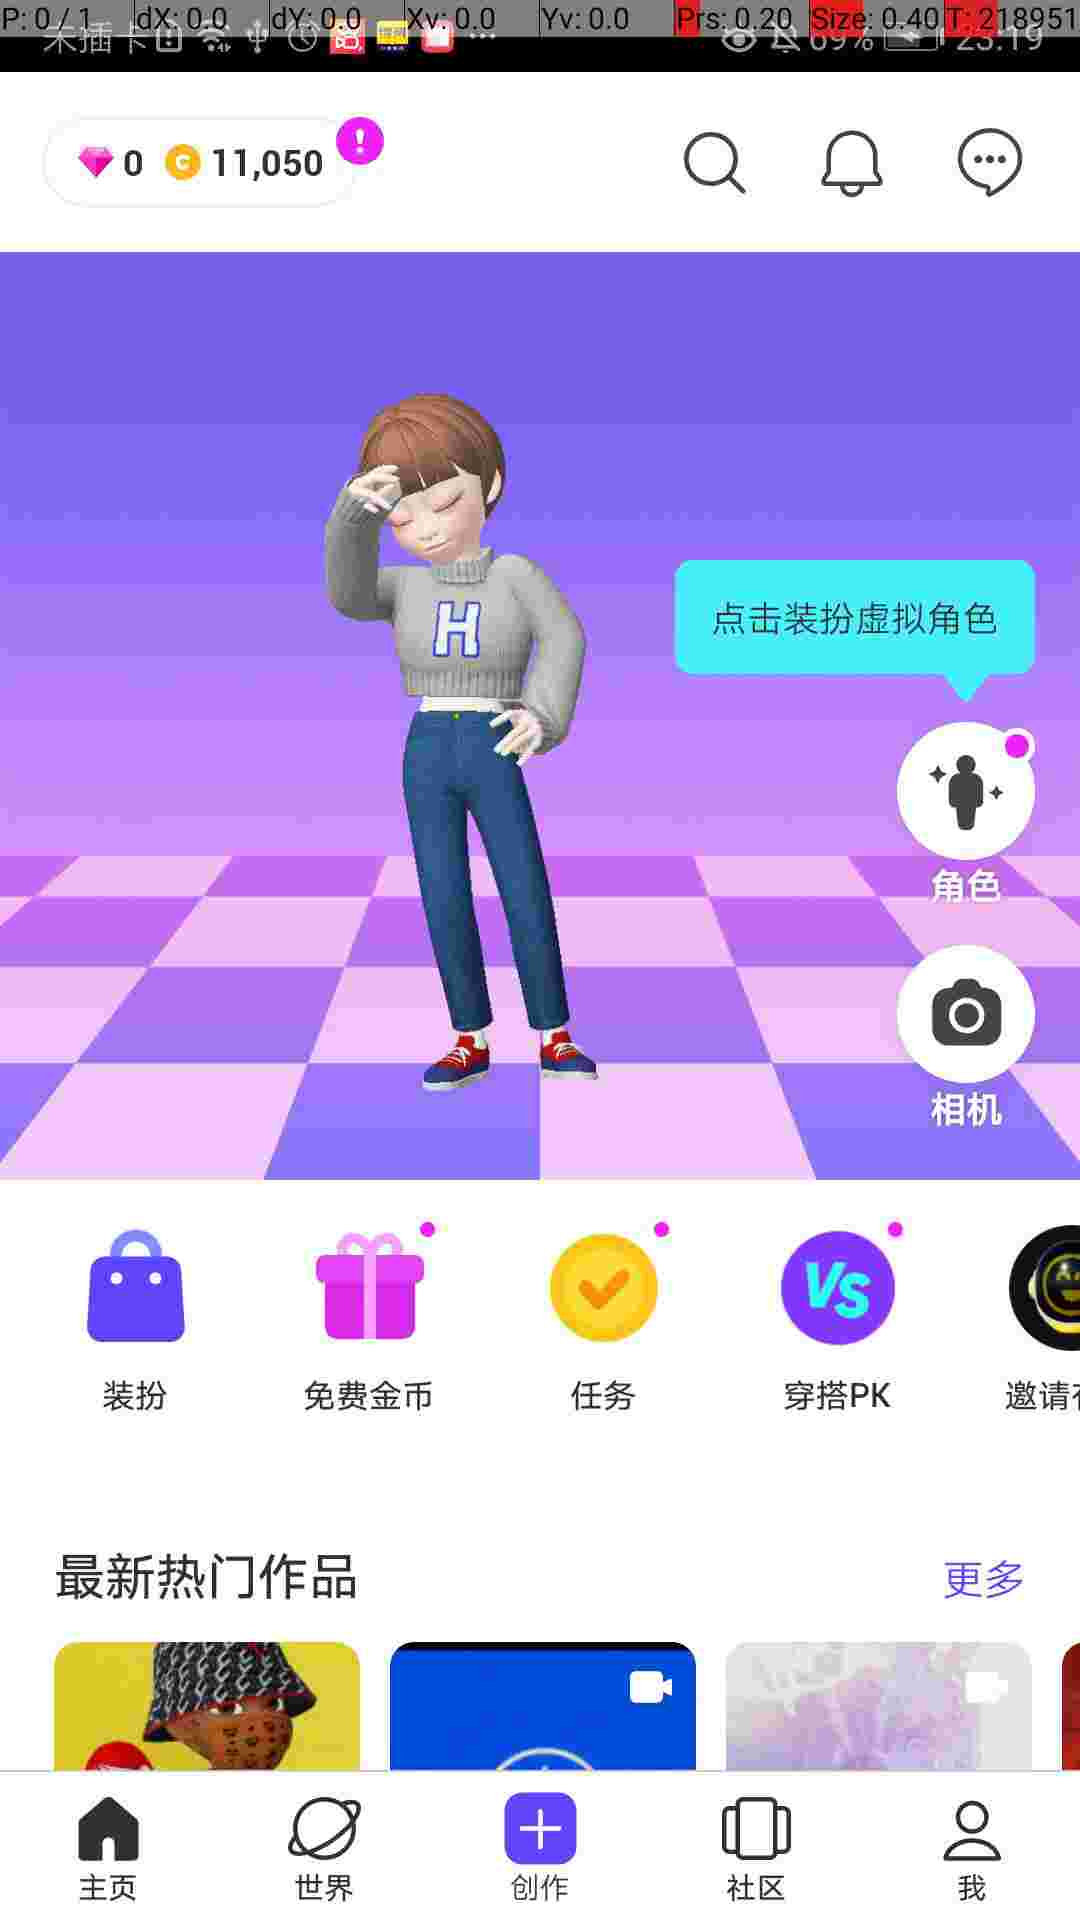 P: 0 / 1 dX: 0.0 dY: 0.0 Xv: 0.0 Yv: 0.0 Prs: 0.20 Size: 0.40 T: 218951
未插卡 69% 23:19
0 C 11,050
点击装扮虚拟角色
H
角色
相机
VS
装扮 免费金币 任务 穿搭PK 邀请
最新热门作品 更多
主页 世界 创作 社区 我